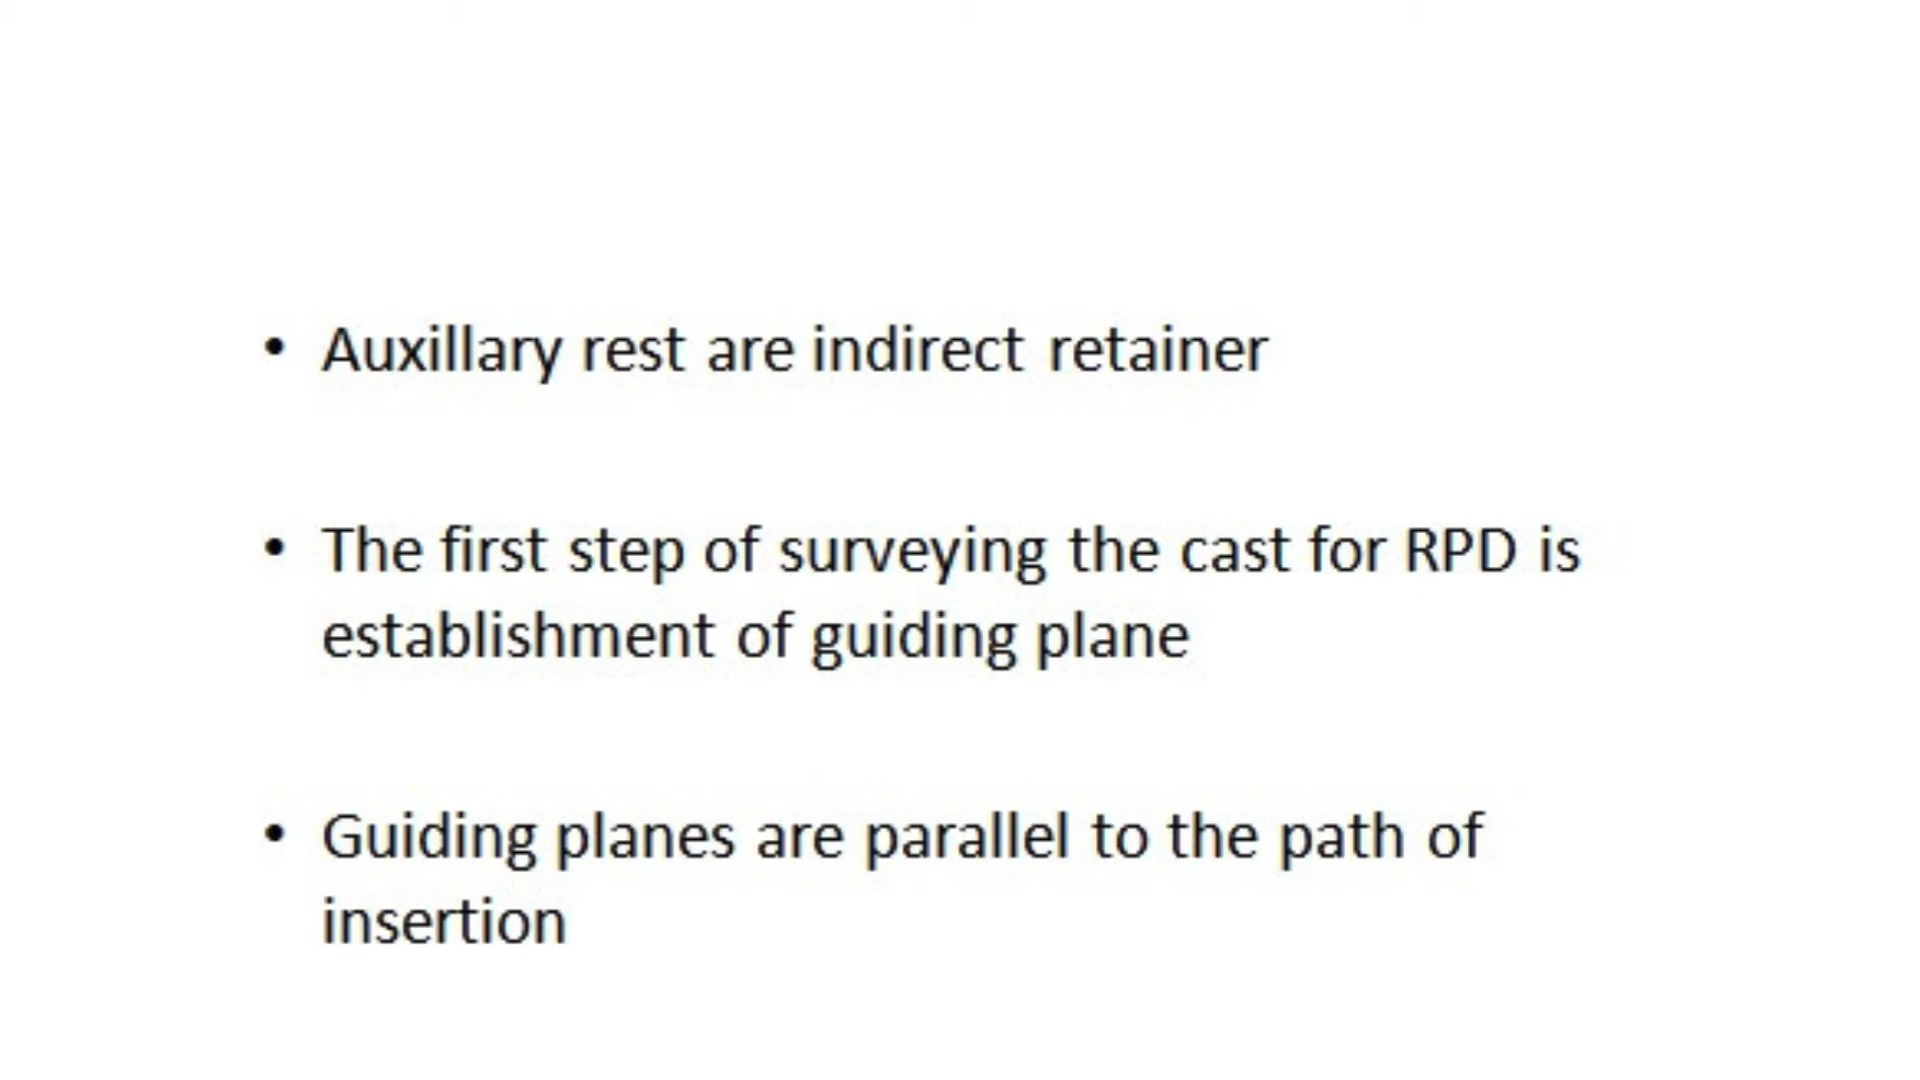 • Auxillary rest are indirect retainer
• The first step of surveying the cast for RPD is
establishment of guiding plane
• Guiding planes are parallel to the path of
insertion